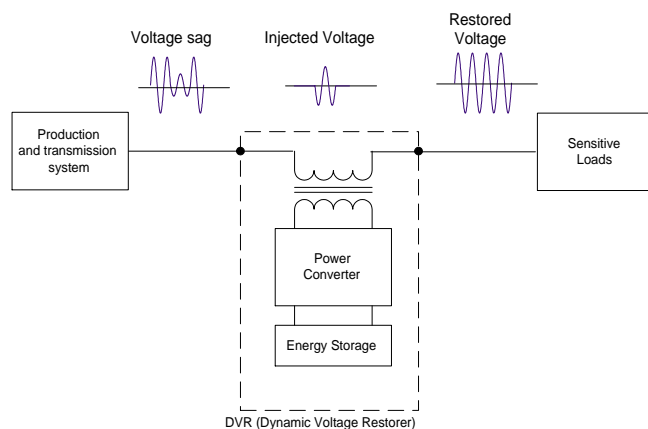 Voltage sag
Injected Voltage
Restored
Voltage
Production
and transmission
system
Sensitive
Loads
Power
Converter
Energy Storage
DVR (Dynamic Voltage Restorer)